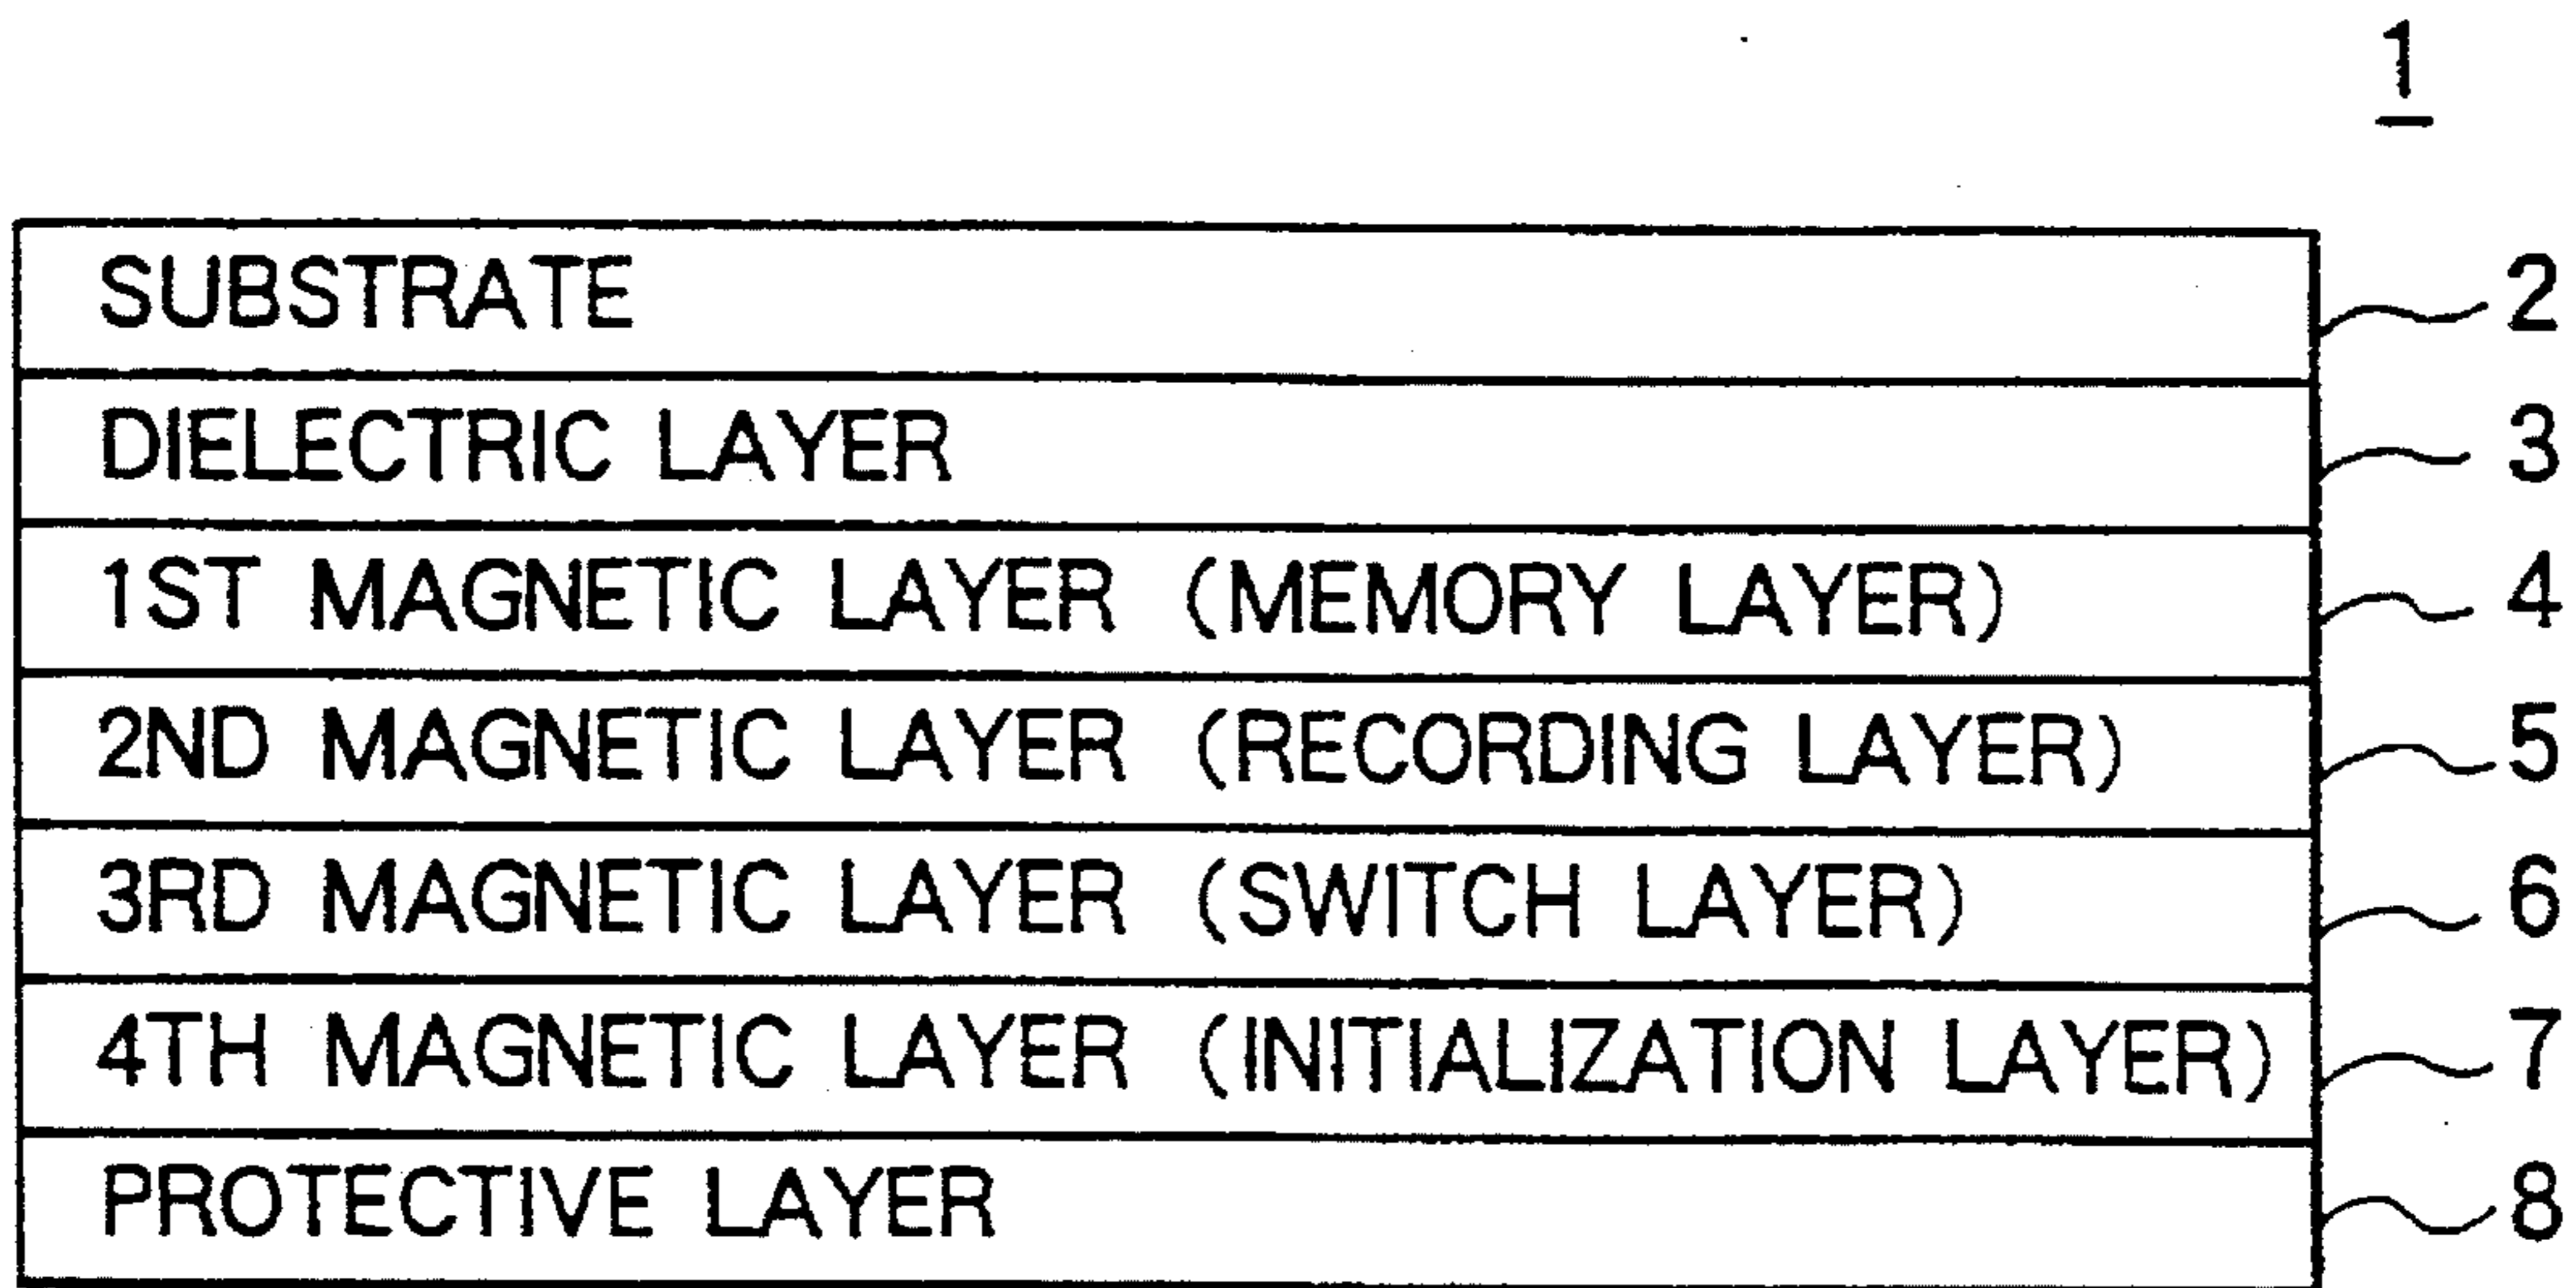 1
SUBSTRATE 2
DIELECTRIC LAYER 3
1ST MAGNETIC LAYER (MEMORY LAYER) 4
2ND MAGNETIC LAYER (RECORDING LAYER) 5
3RD MAGNETIC LAYER (SWITCH LAYER) 6
4TH MAGNETIC LAYER (INITIALIZATION LAYER) 7
PROTECTIVE LAYER 8